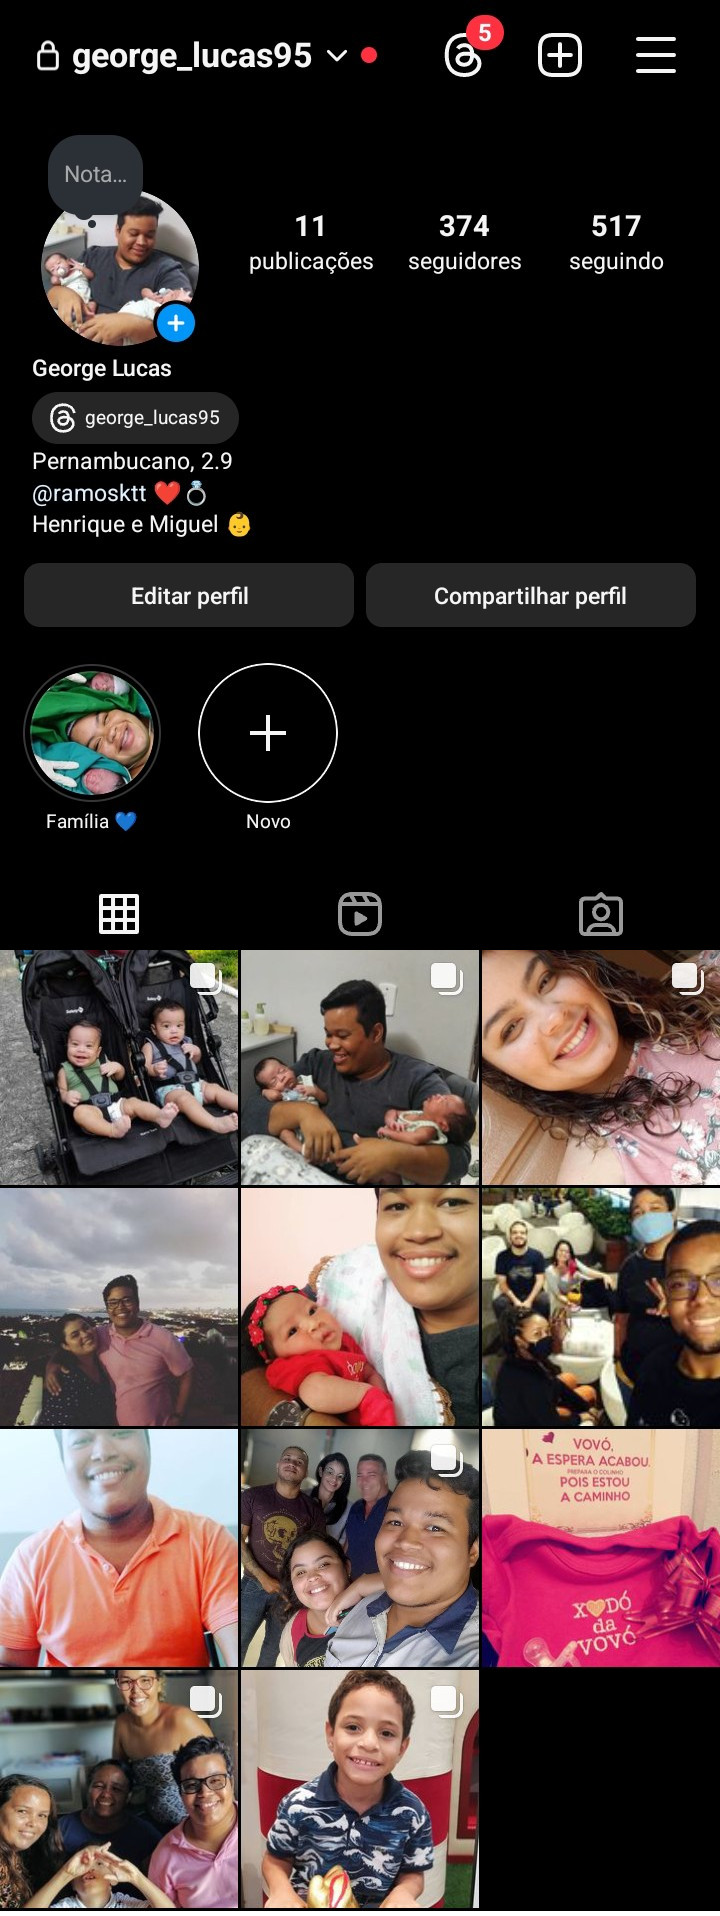 george_lucas95
5
Nota...
11 374 517
publicações seguidores seguindo
George Lucas
george_lucas95
Pernambucano, 2.9
@ramosktt ❤️💍
Henrique e Miguel 👶
Editar perfil Compartilhar perfil
Família 💙 Novo
VOVÓ,
A ESPERA ACABOU.
PREPARA O COLINHO
POIS ESTOU
A CAMINHO
XODÓ
da
VOVÓ